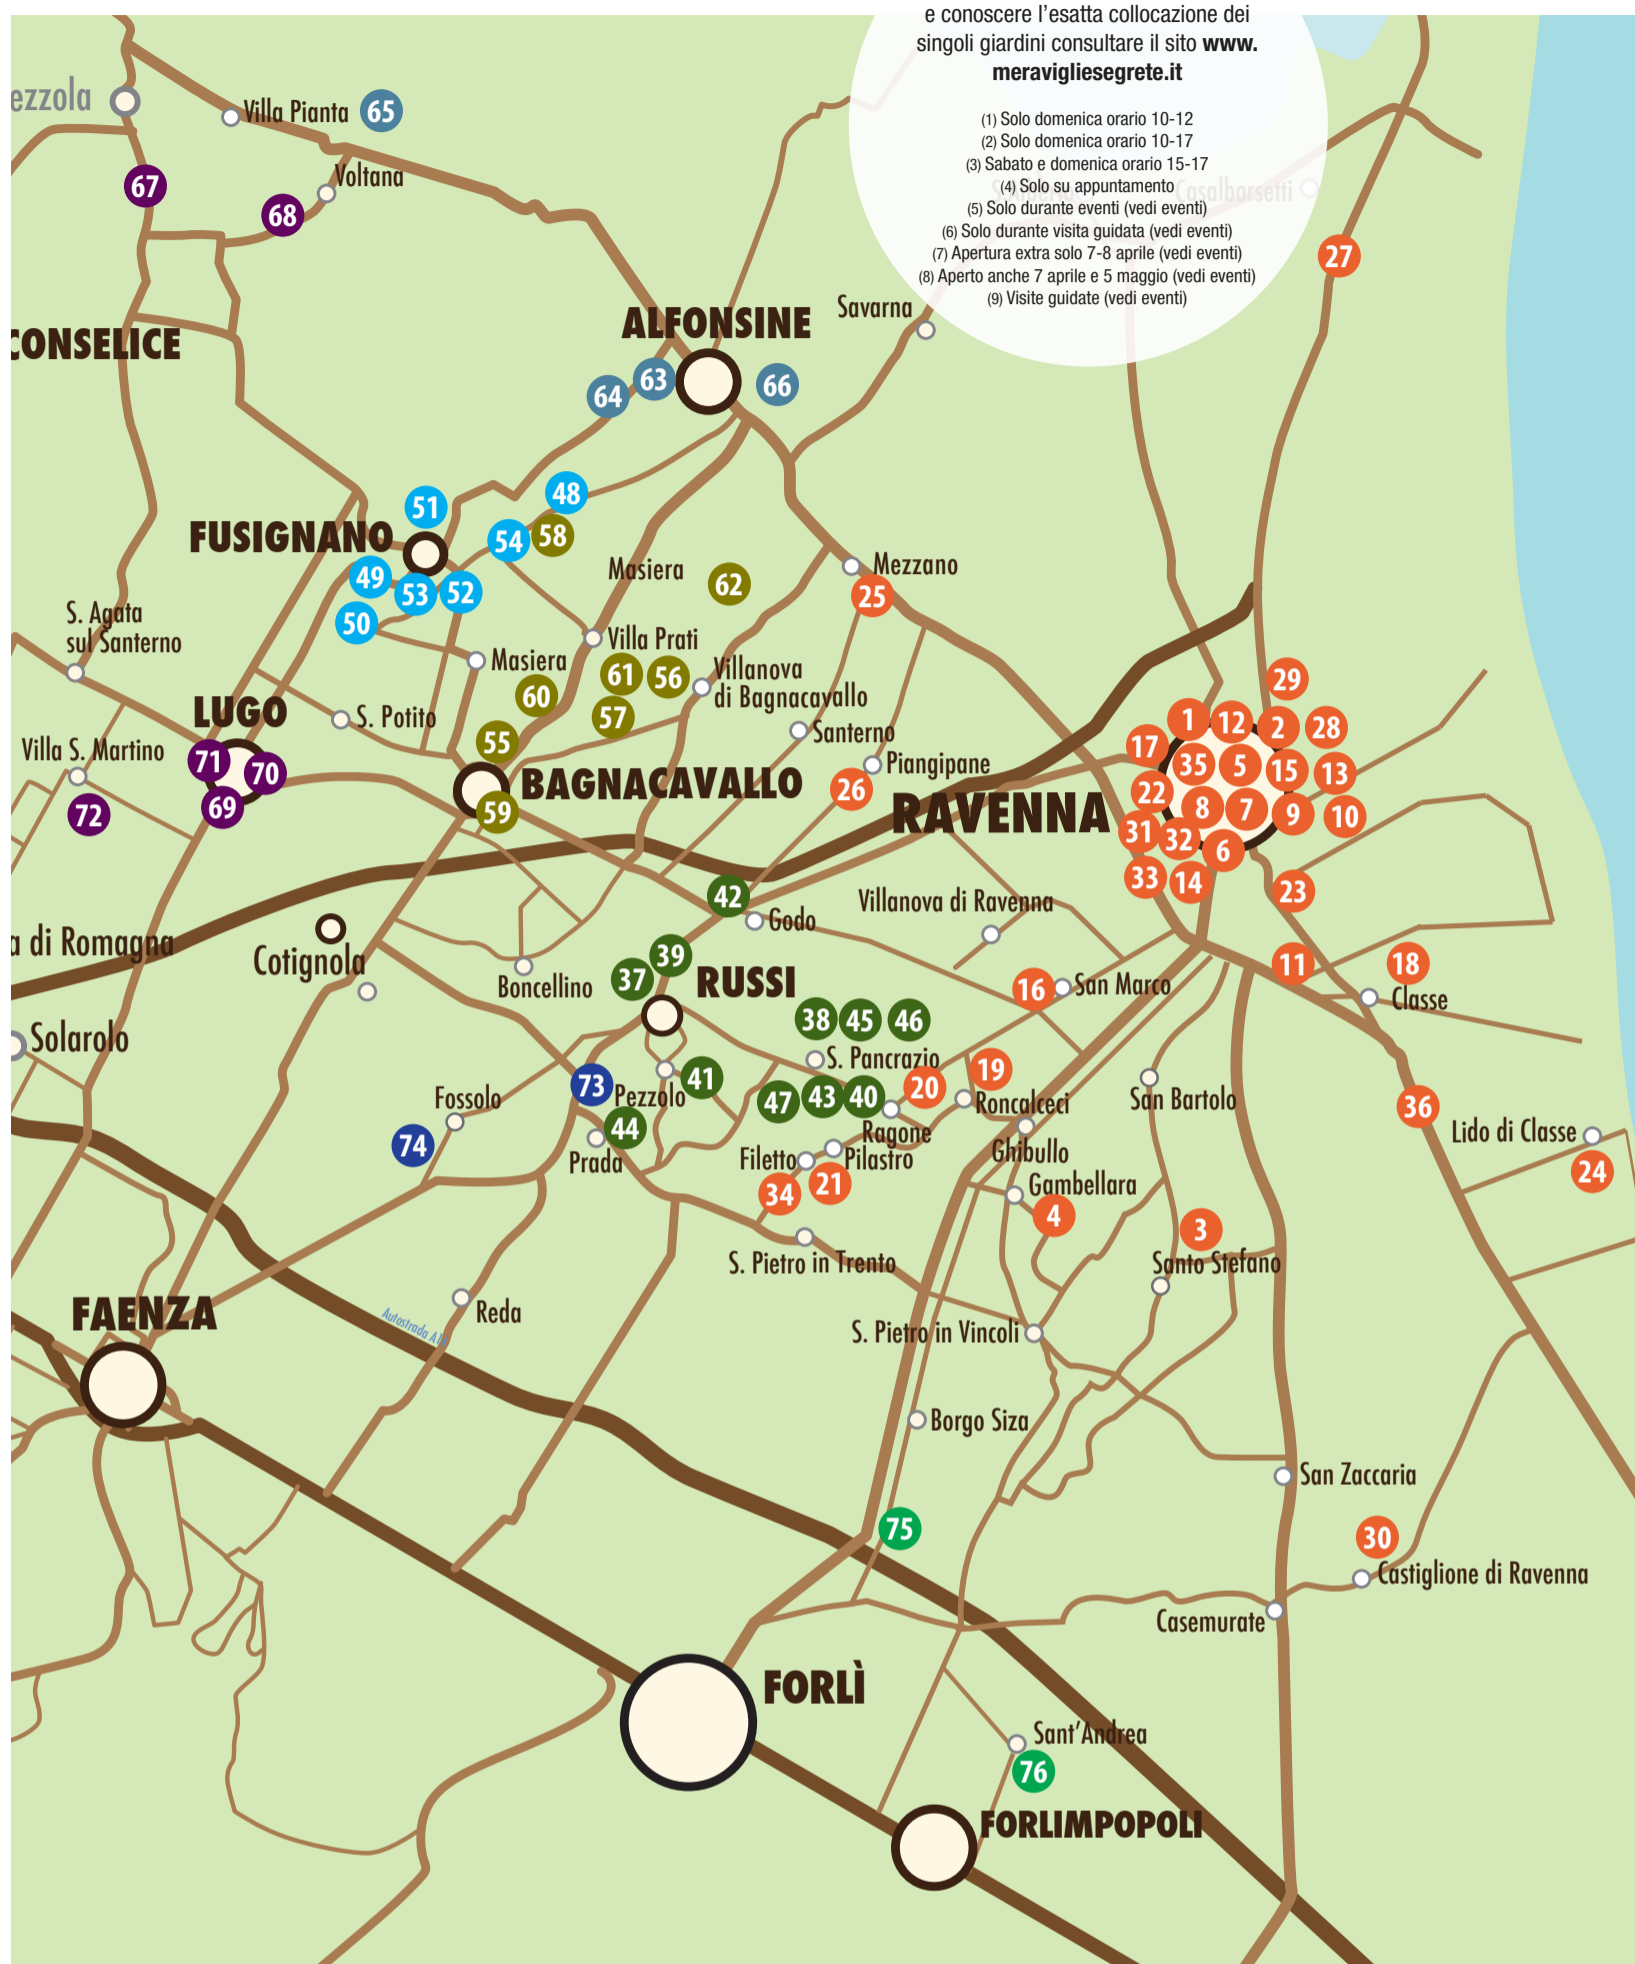 e conoscere l'esatta collocazione dei
singoli giardini consultare il sito www.
meravigliesegrete.it
(1) Solo domenica orario 10-12
(2) Solo domenica orario 10-17
(3) Sabato e domenica orario 15-17
(4) Solo su appuntamento
(5) Solo durante eventi (vedi eventi)
(6) Solo durante visita guidata (vedi eventi)
(7) Apertura extra solo 7-8 aprile (vedi eventi)
(8) Aperto anche 7 aprile e 5 maggio (vedi eventi)
(9) Visite guidate (vedi eventi)
Casalborsetti
ezzola
Villa Pianta 65
67
Voltana
68
27
Savarna
ALFONSINE
CONSELICE
63
64
66
51
48
FUSIGNANO
54
58
49
53
52
50
Masiera
62
Mezzano
25
S. Agata
sul Santerno
Villa Prati
Masiera
61
56
60
57
Villanova
di Bagnacavallo
29
LUGO
S. Potito
Santerno
1
12
2
28
17
55
Villa S. Martino
71
70
69
72
Piangipane
26
35
5
15
13
BAGNACAVALLO
59
RAVENNA
22
8
7
9
10
31
32
6
33
14
23
42
Godo
Villanova di Ravenna
a di Romagna
Cotignola
39
37
Boncellino
RUSSI
11
18
Classe
16
San Marco
38
45
46
Solarolo
S. Pancrazio
73
Pezzolo
41
47
43
40
20
19
Roncalceci
San Bartolo
36
Fossolo
74
44
Prada
Ragone
Ghibullo
Lido di Classe
24
Filetto
Pilastro
34
21
Gambellara
4
3
Santo Stefano
S. Pietro in Trento
FAENZA
Reda
Autostrada A14
S. Pietro in Vincoli
Borgo Siza
San Zaccaria
75
30
Castiglione di Ravenna
Casemurate
FORLÌ
Sant'Andrea
76
FORLIMPOPOLI